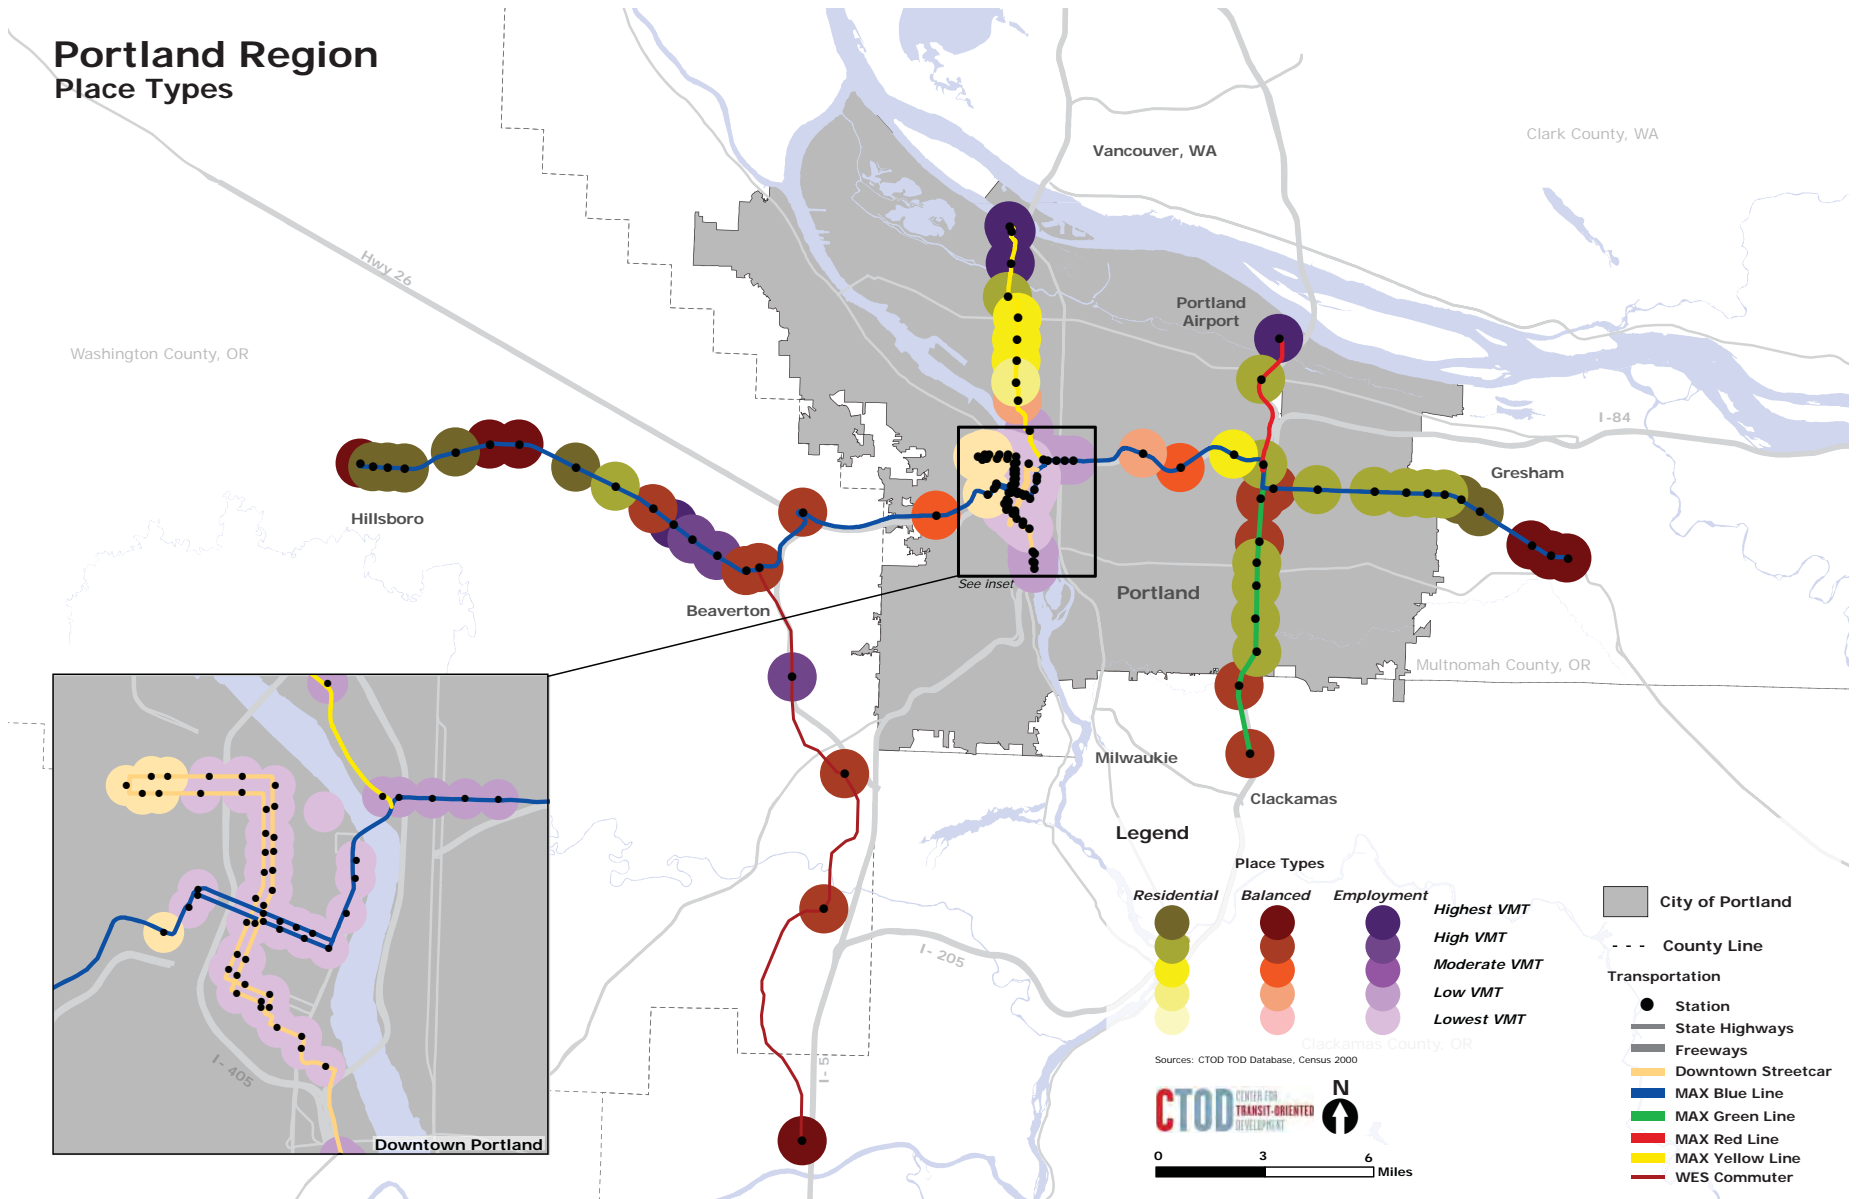 Portland Region
Place Types
Clark County, WA
Vancouver, WA
Hwy 26
Portland
Airport
Washington County, OR
I-84
Gresham
Hillsboro
See inset
Portland
Beaverton
Multnomah County, OR
Milwaukie
Clackamas
Legend
Place Types
Residential Balanced Employment
Highest VMT
High VMT
Moderate VMT
Low VMT
Lowest VMT
City of Portland
County Line
Transportation
Station
State Highways
Freeways
Downtown Streetcar
MAX Blue Line
MAX Green Line
MAX Red Line
MAX Yellow Line
WES Commuter
I-205
Clackamas County, OR
I-5
I-405
Downtown Portland
Sources: CTOD TOD Database, Census 2000
CTOD
CENTER FOR
TRANSIT-ORIENTED
DEVELOPMENT
N
0 3 6
Miles